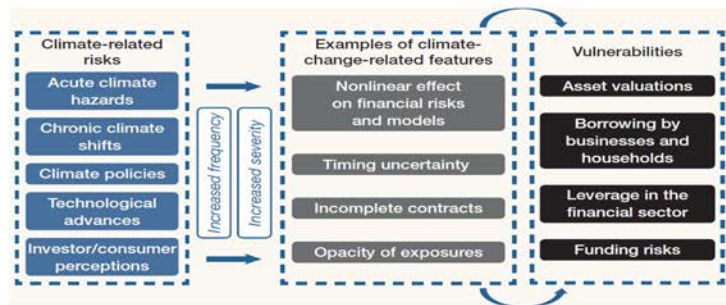 Climate-related
risks
Acute climate
hazards
Chronic climate
shifts
Climate policies
Technological
advances
Investor/consumer
perceptions
Increased frequency
Increased severity
Examples of climate-
change-related features
Nonlinear effect
on financial risks
and models
Timing uncertainty
Incomplete contracts
Opacity of exposures
Vulnerabilities
Asset valuations
Borrowing by
businesses and
households
Leverage in the
financial sector
Funding risks